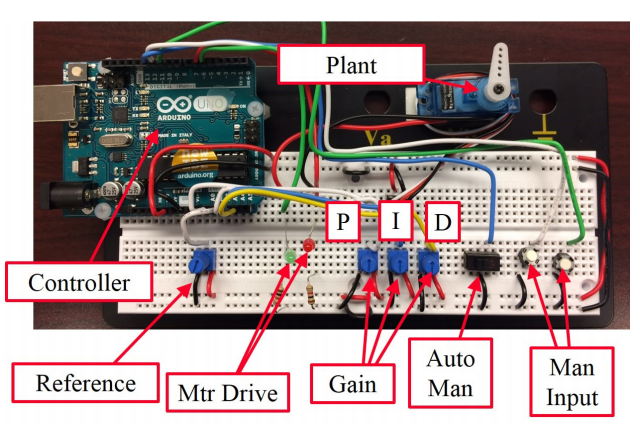 Plant
UNO
ARDUINO
MADE IN ITALY
arduino.org
Va
P I D
Controller
Reference
Mtr Drive
Gain
Auto
Man
Man
Input